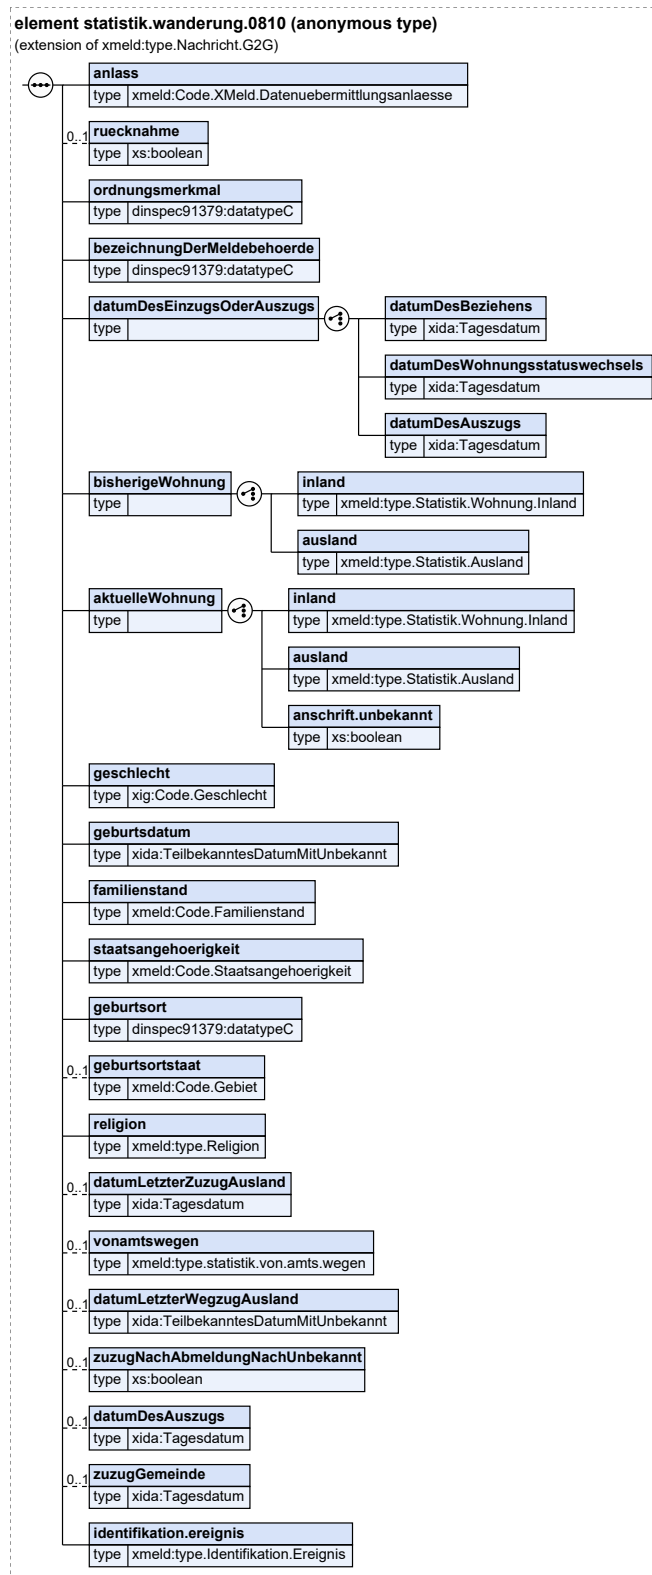 element statistik.wanderung.0810 (anonymous type)
(extension of xmeld:type.Nachricht.G2G)
anlass
type xmeld:Code.XMeld.Datenuebermittlungsanlaesse
0..1 ruecknahme
type xs:boolean
ordnungsmerkmal
type dinspec91379:datatypeC
bezeichnungDerMeldebehoerde
type dinspec91379:datatypeC
datumDesEinzugsOderAuszugs
type
datumDesBeziehens
type xida:Tagesdatum
datumDesWohnungsstatuswechsels
type xida:Tagesdatum
datumDesAuszugs
type xida:Tagesdatum
bisherigeWohnung
type
inland
type xmeld:type.Statistik.Wohnung.Inland
ausland
type xmeld:type.Statistik.Ausland
aktuelleWohnung
type
inland
type xmeld:type.Statistik.Wohnung.Inland
ausland
type xmeld:type.Statistik.Ausland
anschrift.unbekannt
type xs:boolean
geschlecht
type xig:Code.Geschlecht
geburtsdatum
type xida:TeilbekanntesDatumMitUnbekannt
familienstand
type xmeld:Code.Familienstand
staatsangehoerigkeit
type xmeld:Code.Staatsangehoerigkeit
geburtsort
type dinspec91379:datatypeC
0..1 geburtsortstaat
type xmeld:Code.Gebiet
religion
type xmeld:type.Religion
0..1 datumLetzterZuzugAusland
type xida:Tagesdatum
0..1 vonamtswegen
type xmeld:type.statistik.von.amts.wegen
0..1 datumLetzterWegzugAusland
type xida:TeilbekanntesDatumMitUnbekannt
0..1 zuzugNachAbmeldungNachUnbekannt
type xs:boolean
0..1 datumDesAuszugs
type xida:Tagesdatum
0..1 zuzugGemeinde
type xida:Tagesdatum
identifikation.ereignis
type xmeld:type.Identifikation.Ereignis